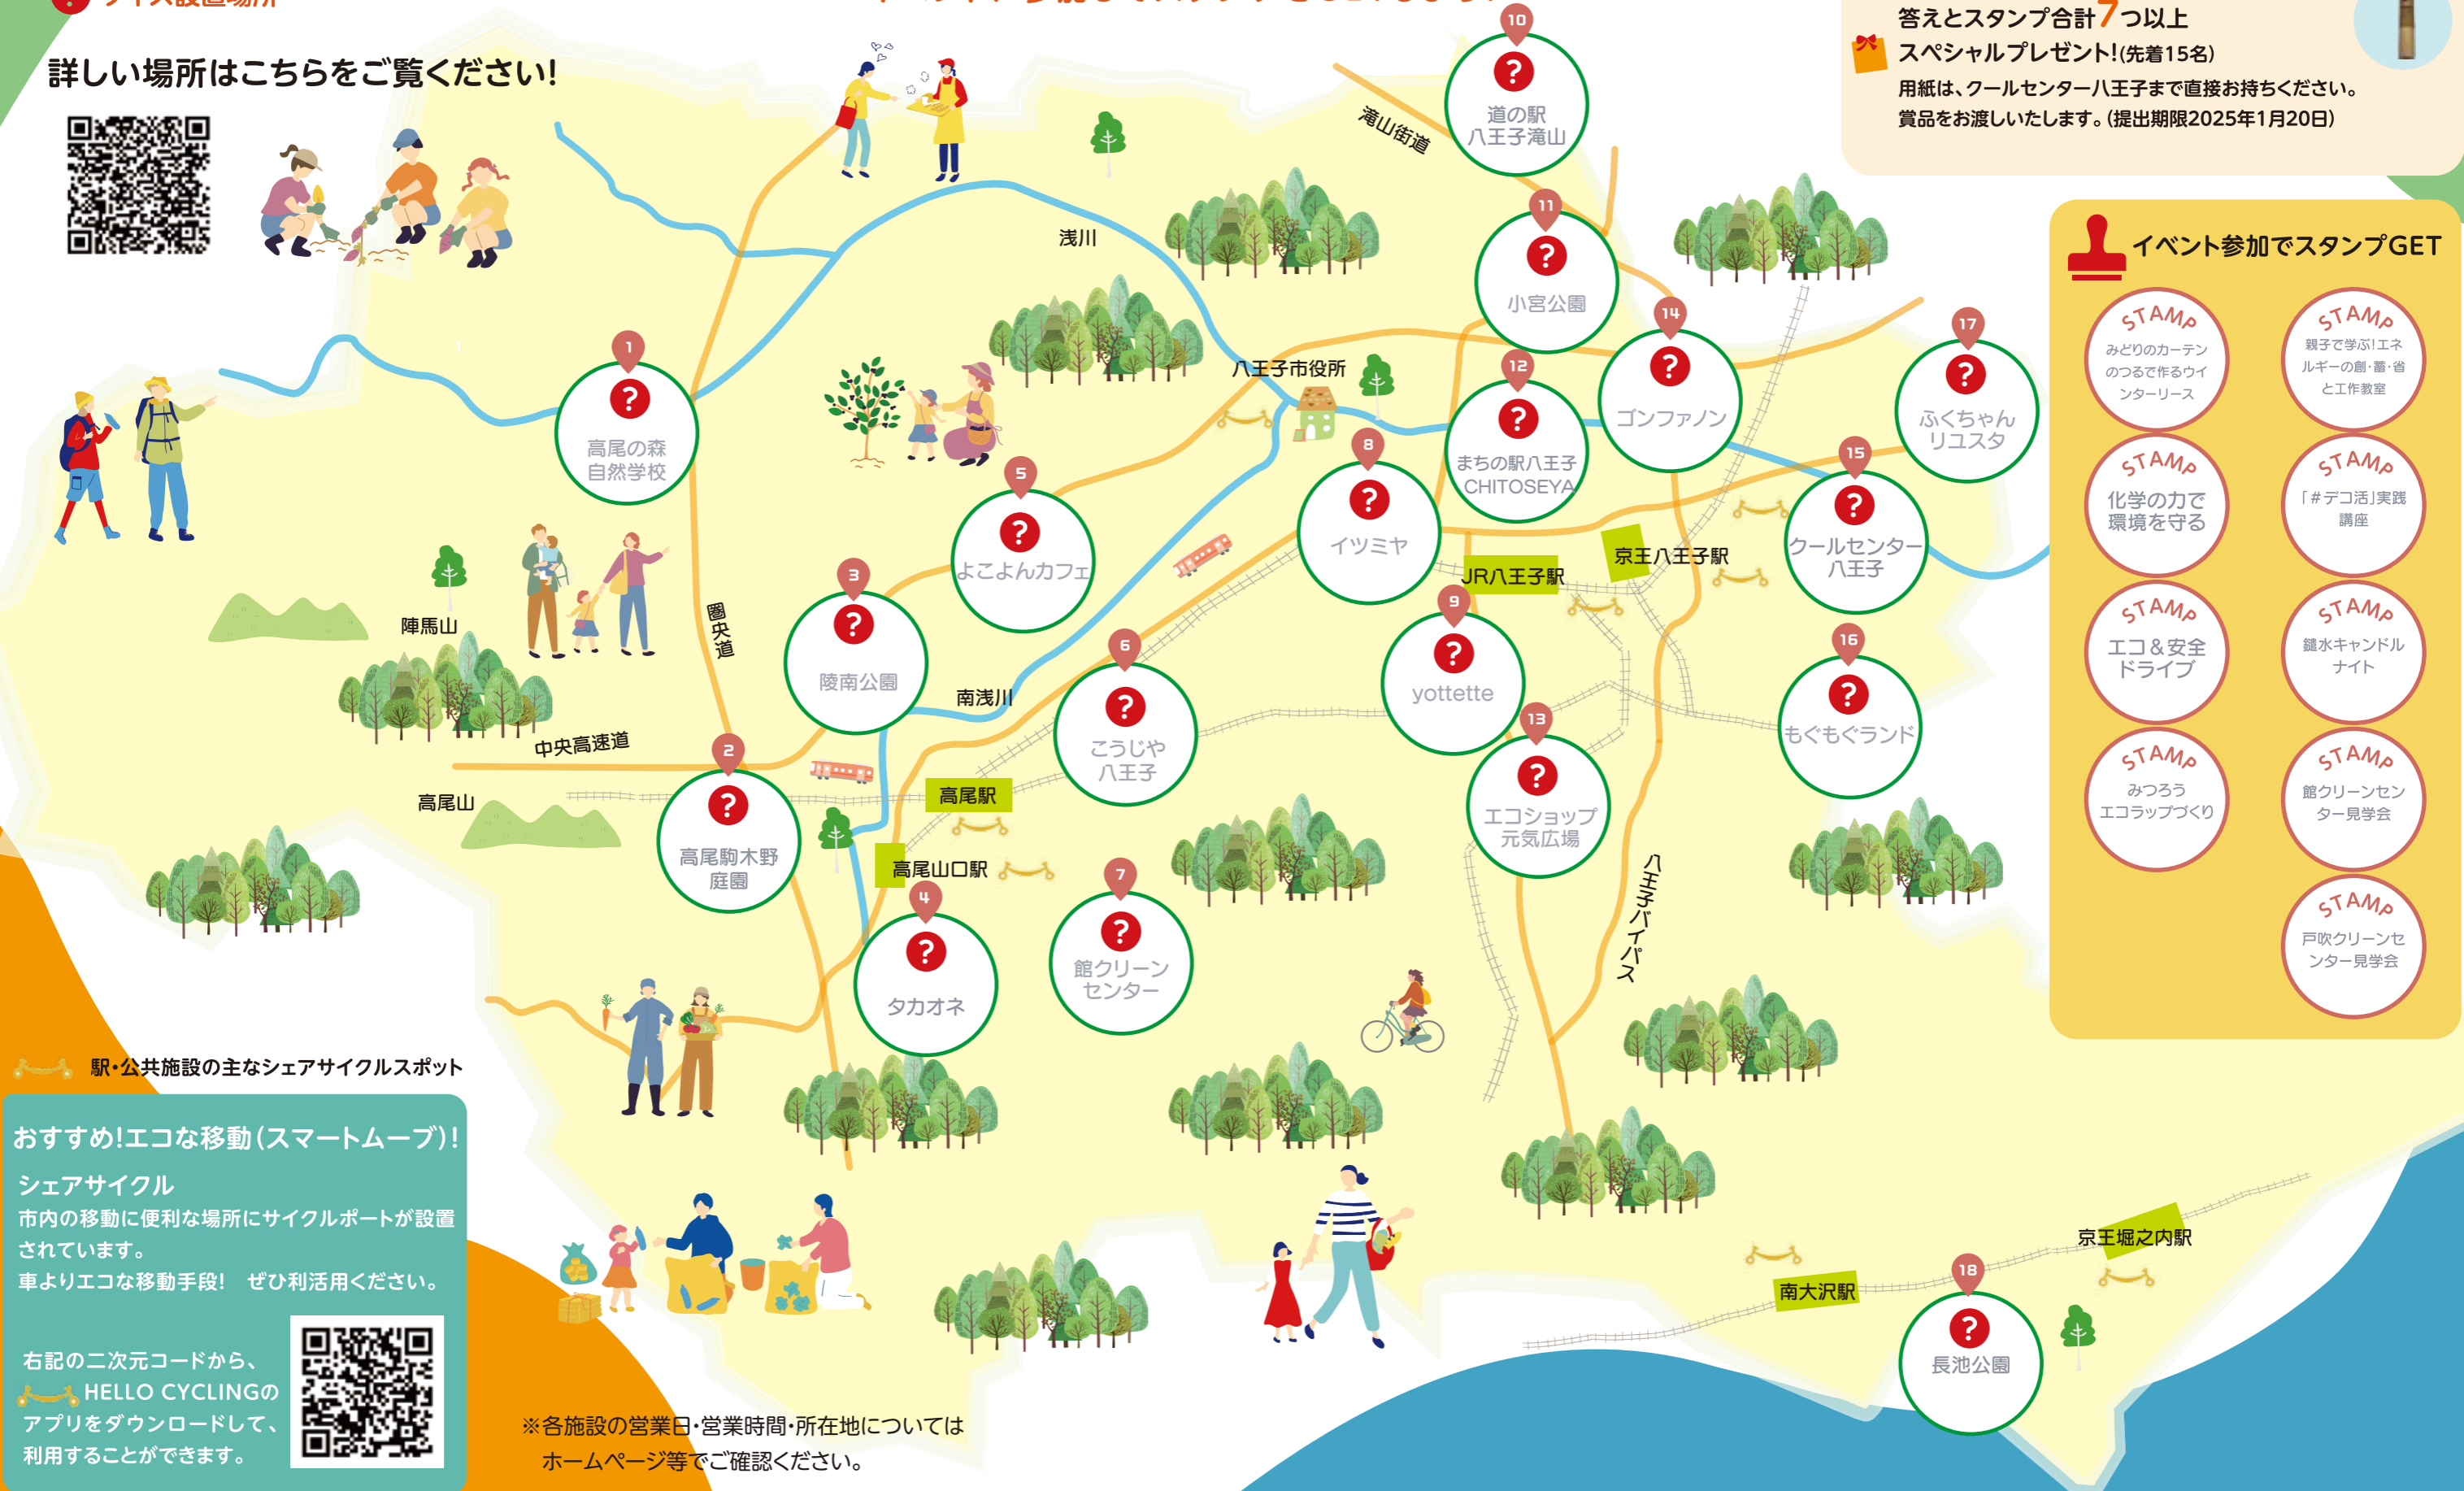 クイズ設置場所
詳しい場所はこちらをご覧ください!
答えとスタンプ合計7つ以上
スペシャルプレゼント!(先着15名)
用紙は、クールセンター八王子まで直接お持ちください。
賞品をお渡しいたします。(提出期限2025年1月20日)
イベント参加でスタンプGET
STAMP
みどりのカーテン
のつるで作るウイ
ンターリース
STAMP
親子で学ぶ!エネ
ルギーの創・蓄・省
と工作教室
STAMP
化学の力で
環境を守る
STAMP
「#デコ活」実践
講座
STAMP
エコ&安全
ドライブ
STAMP
鑓水キャンドル
ナイト
STAMP
みつろう
エコラップづくり
STAMP
館クリーンセン
ター見学会
STAMP
戸吹クリーンセ
ンター見学会
10
?
道の駅
八王子滝山
滝山街道
11
?
小宮公園
浅川
14
?
ゴンファノン
17
?
ふくちゃん
リユスタ
1
?
高尾の森
自然学校
八王子市役所
12
?
まちの駅八王子
CHITOSEYA
8
?
イツミヤ
15
?
クールセンター
八王子
5
?
よこよんカフェ
京王八王子駅
JR八王子駅
3
?
陵南公園
圏央道
陣馬山
9
?
yottette
6
?
こうじや
八王子
16
?
もぐもぐランド
南浅川
13
?
エコショップ
元気広場
中央高速道
2
?
高尾駒木野
庭園
高尾山
高尾駅
高尾山口駅
4
?
タカオネ
7
?
館クリーン
センター
八王子バイパス
駅・公共施設の主なシェアサイクルスポット
おすすめ!エコな移動(スマートムーブ)!
シェアサイクル
市内の移動に便利な場所にサイクルポートが設置
されています。
車よりエコな移動手段! ぜひ利活用ください。
右記の二次元コードから、
HELLO CYCLINGの
アプリをダウンロードして、
利用することができます。
京王堀之内駅
南大沢駅
18
?
長池公園
※各施設の営業日・営業時間・所在地については
ホームページ等でご確認ください。